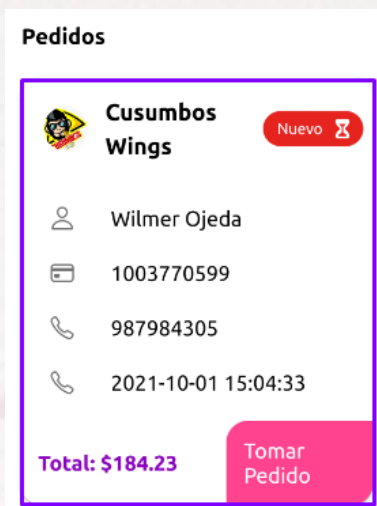 Pedidos
Cusumbos
Wings
Nuevo
Wilmer Ojeda
1003770599
987984305
2021-10-01 15:04:33
Total: $184.23
Tomar
Pedido